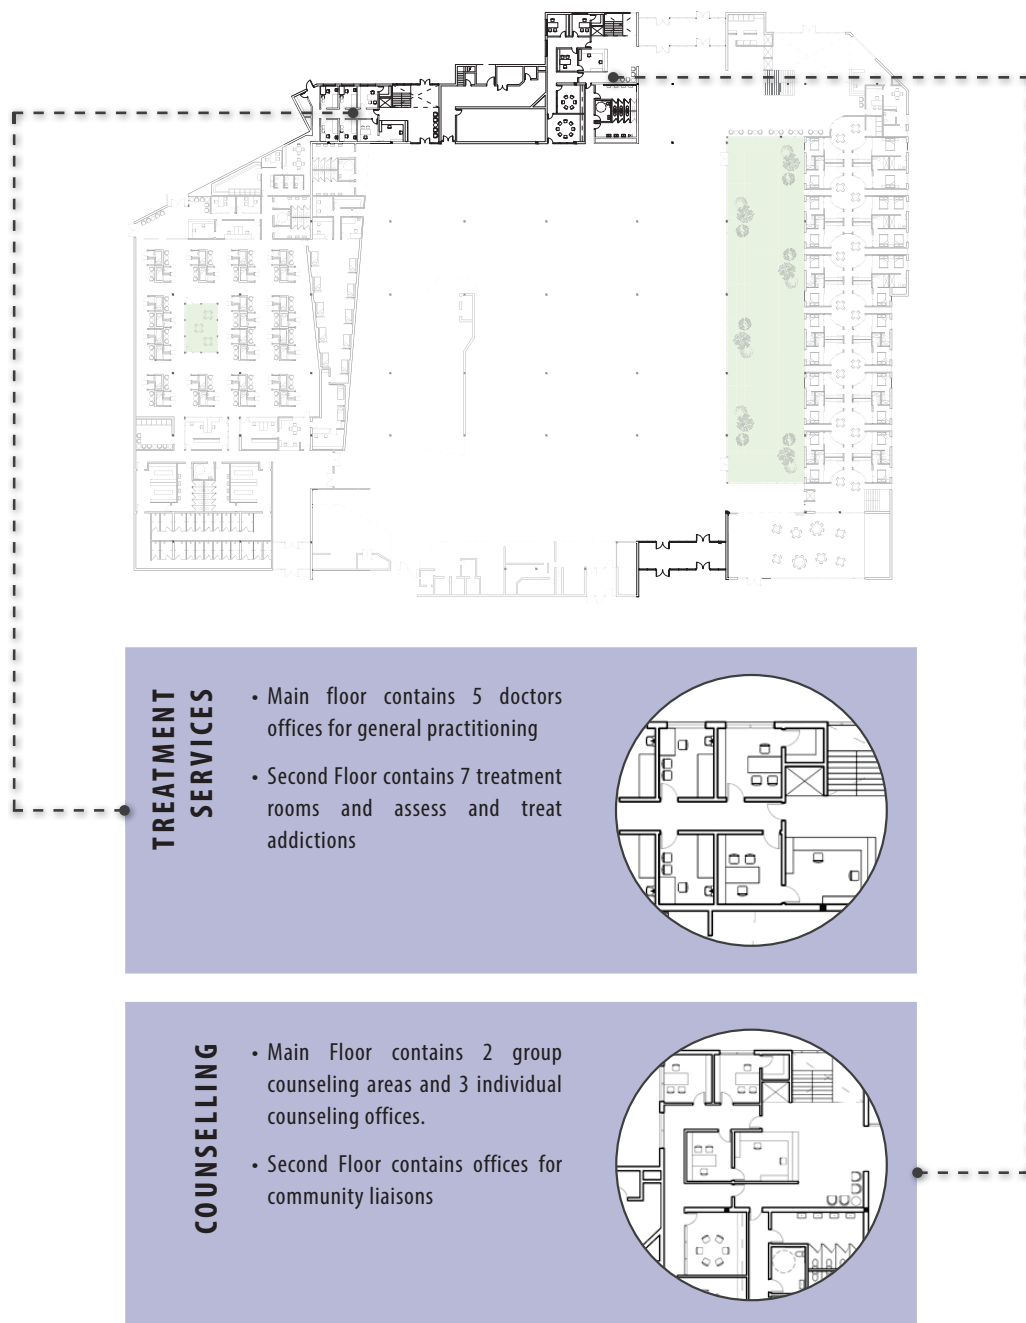 TREATMENT
SERVICES
• Main floor contains 5 doctors
offices for general practitioning
• Second Floor contains 7 treatment
rooms and assess and treat
addictions
COUNSELLING
• Main Floor contains 2 group
counseling areas and 3 individual
counseling offices.
• Second Floor contains offices for
community liaisons